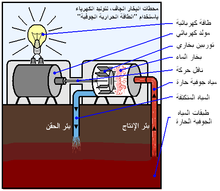 محطات البخار الجاف، لتوليد الكهرباء
باستخدام "الطاقة الحرارية الجوفية"
طاقة كهربائية
مولد كهربائي
توربين بخاري
بخار الماء
ناقل حركة
مياه جوفية حارة
المياه المتكثفة
طبقات المياه
الجوفية الحارة
بئر الإنتاج
بئر الحقن